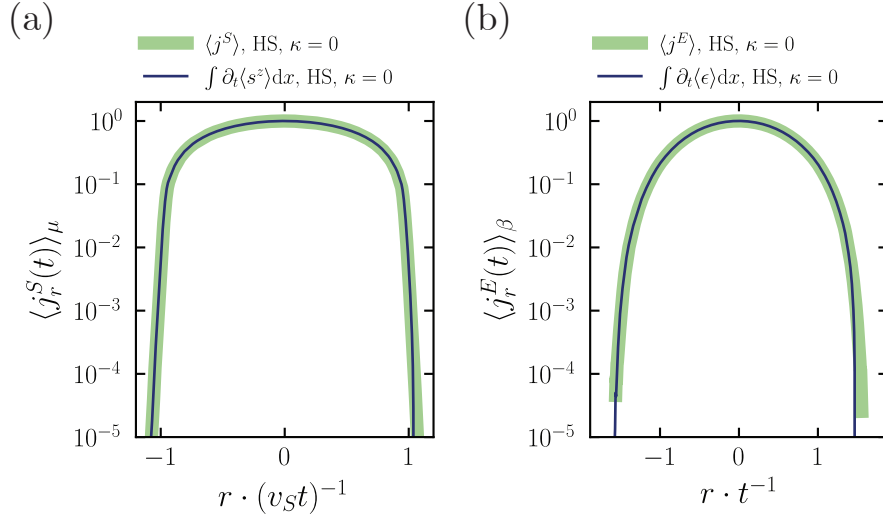 (a)
⟨j^S⟩, HS, κ = 0
∫ ∂_t⟨s^z⟩dx, HS, κ = 0
⟨j_r^S(t)⟩_μ
10^0
10^−1
10^−2
10^−3
10^−4
10^−5
−1 0 1
r · (v_S t)^−1
(b)
⟨j^E⟩, HS, κ = 0
∫ ∂_t⟨ϵ⟩dx, HS, κ = 0
⟨j_r^E(t)⟩_β
10^0
10^−1
10^−2
10^−3
10^−4
10^−5
−1 0 1
r · t^−1